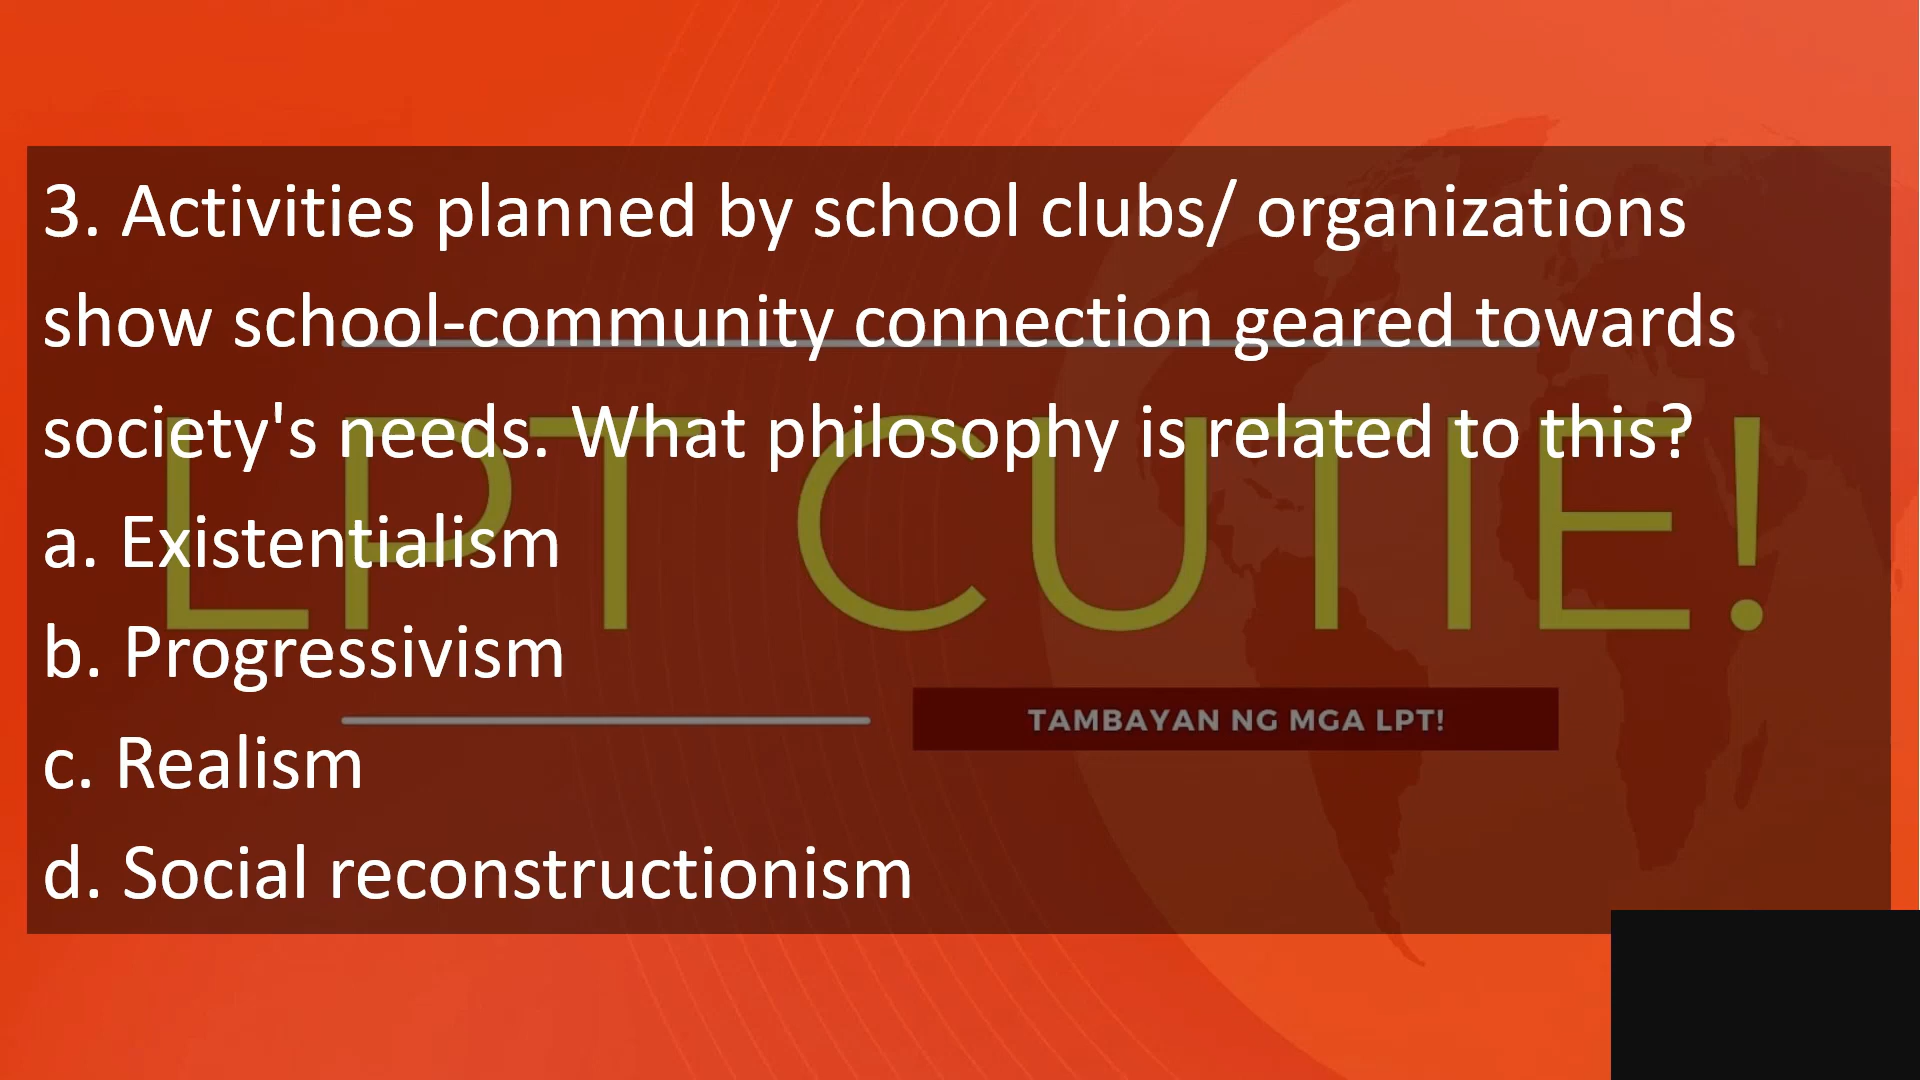 3. Activities planned by school clubs/ organizations
show school-community connection geared towards
society's needs. What philosophy is related to this?
a. Existentialism
b. Progressivism
c. Realism
d. Social reconstructionism
LPT CUTIE!
TAMBAYAN NG MGA LPT!